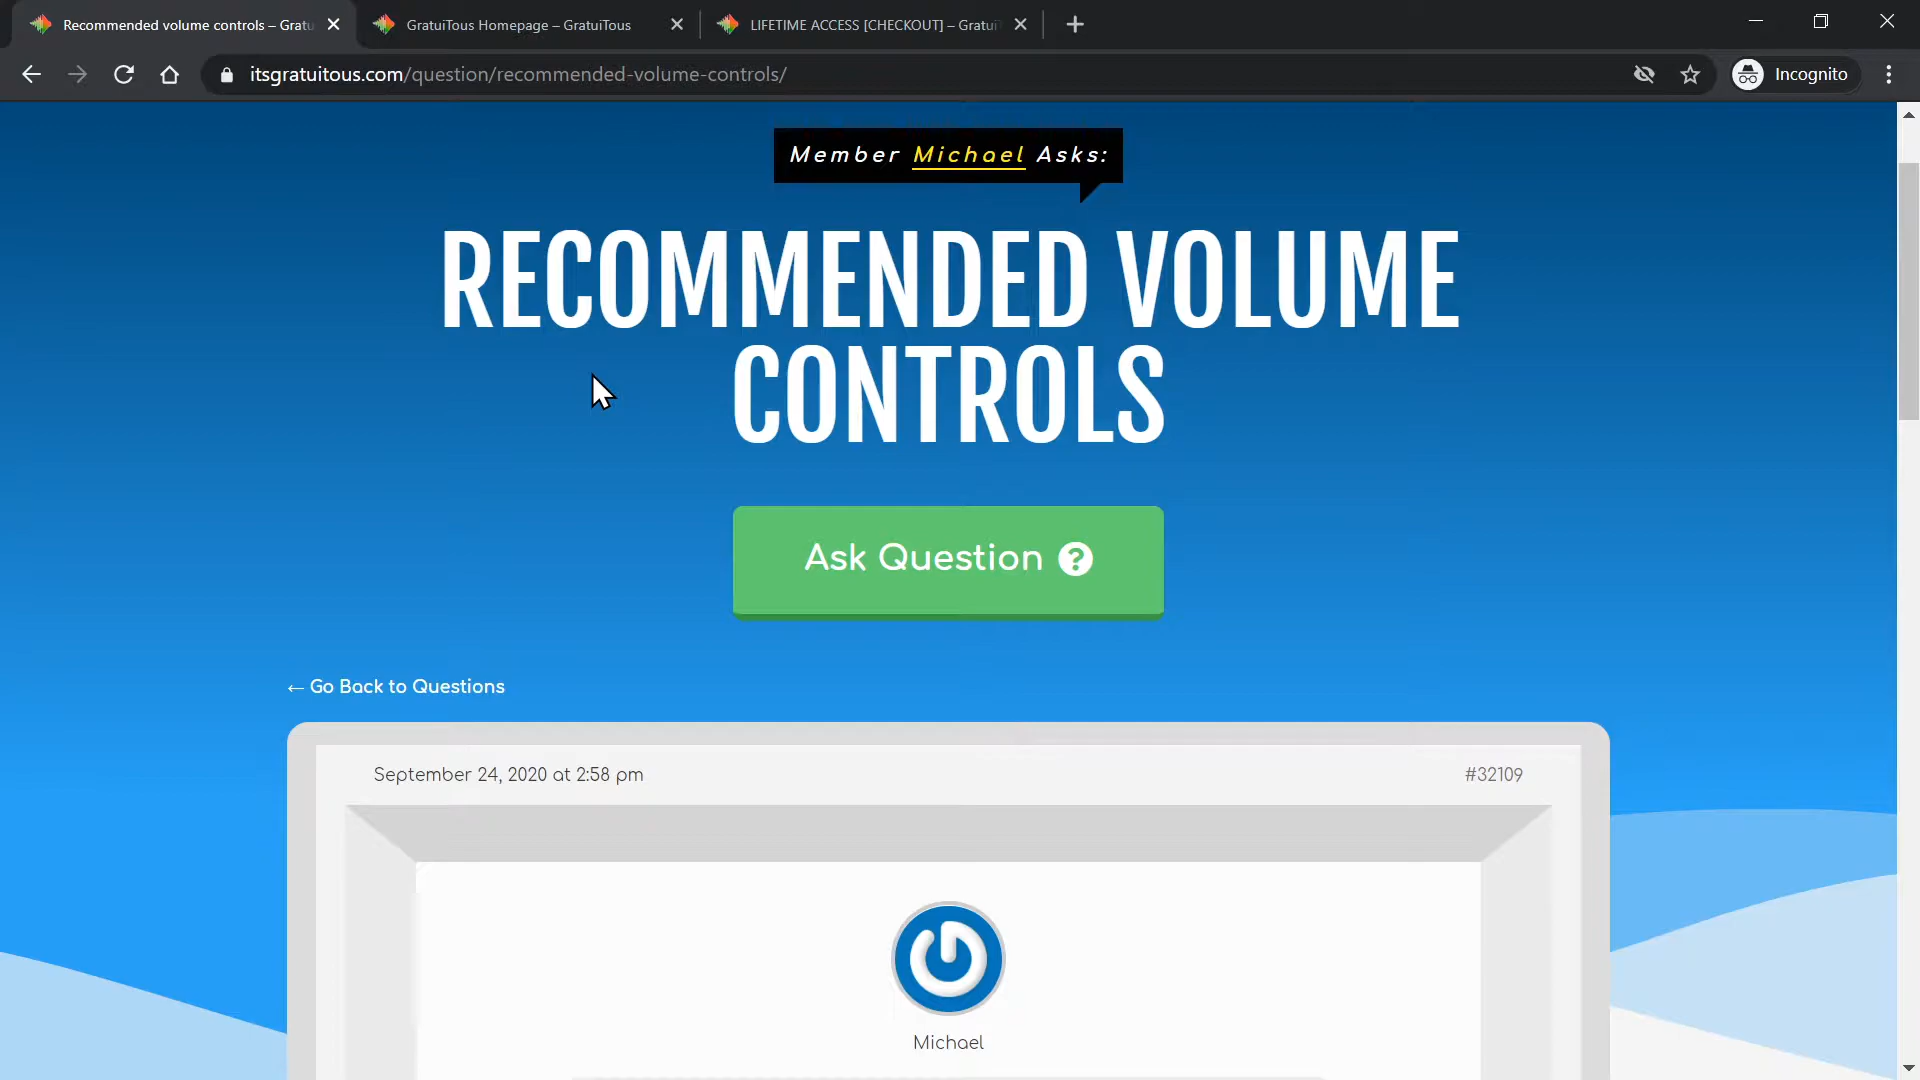 Recommended volume controls – Gratu
GratuiTous Homepage – GratuiTous
LIFETIME ACCESS [CHECKOUT] – Gratui
itsgratuitous.com/question/recommended-volume-controls/
Incognito
Member Michael Asks:
RECOMMENDED VOLUME
CONTROLS
Ask Question ?
← Go Back to Questions
September 24, 2020 at 2:58 pm
#32109
Michael